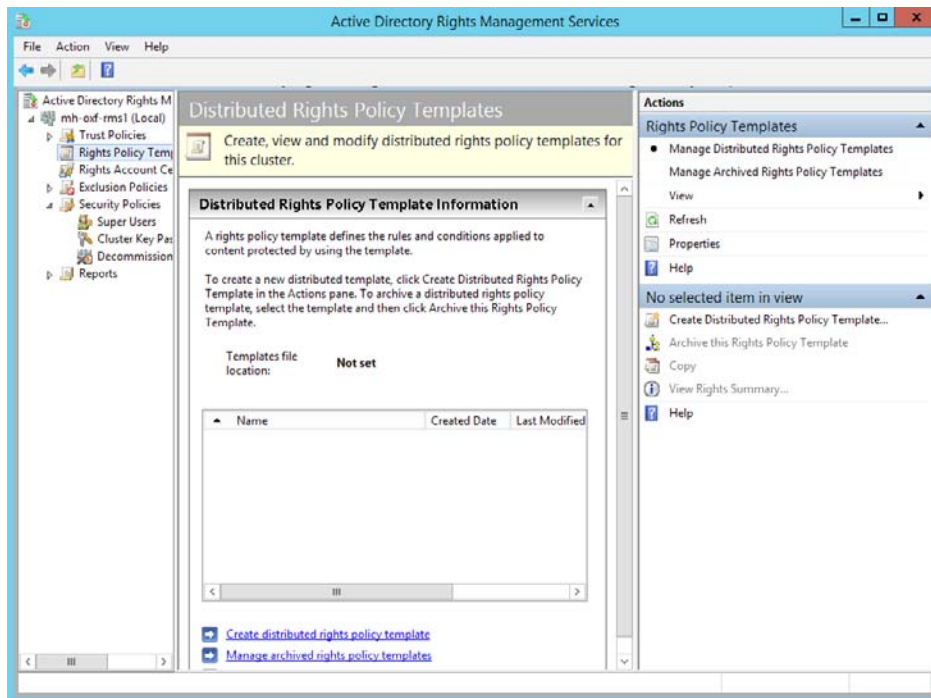 Active Directory Rights Management Services
File Action View Help
Active Directory Rights M
mh-oxf-rms1 (Local)
Trust Policies
Rights Policy Temp
Rights Account Ce
Exclusion Policies
Security Policies
Super Users
Cluster Key Pas
Decommission
Reports
Distributed Rights Policy Templates
Create, view and modify distributed rights policy templates for
this cluster.
Distributed Rights Policy Template Information
A rights policy template defines the rules and conditions applied to
content protected by using the template.
To create a new distributed template, click Create Distributed Rights Policy
Template in the Actions pane. To archive a distributed rights policy
template, select the template and then click Archive this Rights Policy
Template.
Templates file
location:
Not set
Name Created Date Last Modified
Create distributed rights policy template
Manage archived rights policy templates
Actions
Rights Policy Templates
Manage Distributed Rights Policy Templates
Manage Archived Rights Policy Templates
View
Refresh
Properties
Help
No selected item in view
Create Distributed Rights Policy Template...
Archive this Rights Policy Template
Copy
View Rights Summary...
Help